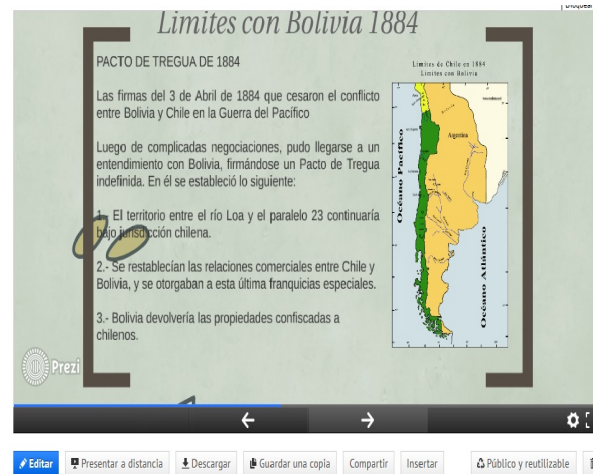 Limites con Bolivia 1884
PACTO DE TREGUA DE 1884
Las firmas del 3 de Abril de 1884 que cesaron el conflicto
entre Bolivia y Chile en la Guerra del Pacífico
Luego de complicadas negociaciones, pudo llegarse a un
entendimiento con Bolivia, firmándose un Pacto de Tregua
indefinida. En él se estableció lo siguiente:
1.- El territorio entre el río Loa y el paralelo 23 continuaría
bajo jurisdicción chilena.
2.- Se restablecían las relaciones comerciales entre Chile y
Bolivia, y se otorgaban a esta última franquicias especiales.
3.- Bolivia devolvería las propiedades confiscadas a
chilenos.
Limites de Chile en 1884
Limites con Bolivia
Argentina
Océano Pacífico
Océano Atlántico
Prezi
Editar
Presentar a distancia
Descargar
Guardar una copia
Compartir
Insertar
Público y reutilizable